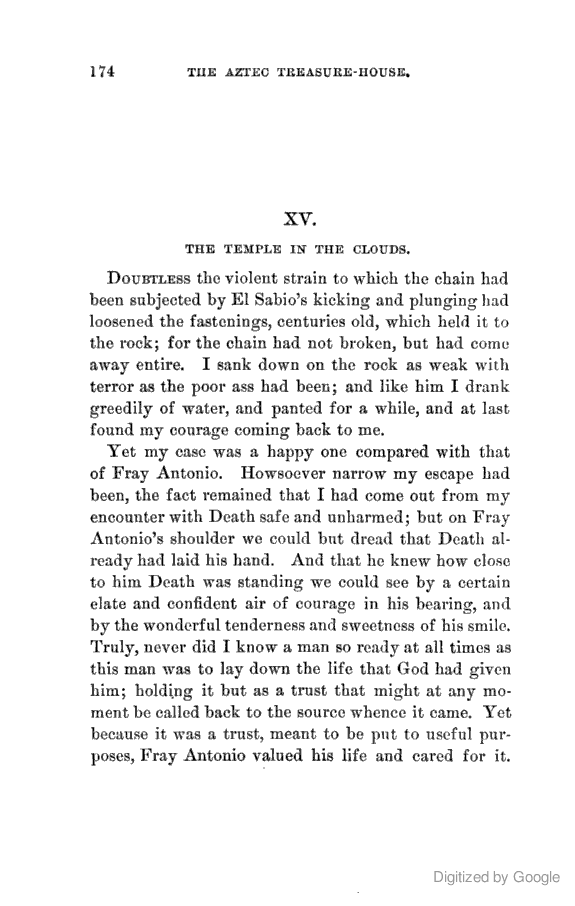 174 THE AZTEC TREASURE-HOUSE.
XV.
THE TEMPLE IN THE CLOUDS.
DOUBTLESS the violent strain to which the chain had
been subjected by El Sabio's kicking and plunging had
loosened the fastenings, centuries old, which held it to
the rock; for the chain had not broken, but had come
away entire. I sank down on the rock as weak with
terror as the poor ass had been; and like him I drank
greedily of water, and panted for a while, and at last
found my courage coming back to me.
Yet my case was a happy one compared with that
of Fray Antonio. Howsoever narrow my escape had
been, the fact remained that I had come out from my
encounter with Death safe and unharmed; but on Fray
Antonio's shoulder we could but dread that Death al-
ready had laid his hand. And that he knew how close
to him Death was standing we could see by a certain
elate and confident air of courage in his bearing, and
by the wonderful tenderness and sweetness of his smile.
Truly, never did I know a man so ready at all times as
this man was to lay down the life that God had given
him; holding it but as a trust that might at any mo-
ment be called back to the source whence it came. Yet
because it was a trust, meant to be put to useful pur-
poses, Fray Antonio valued his life and cared for it.
Digitized by Google